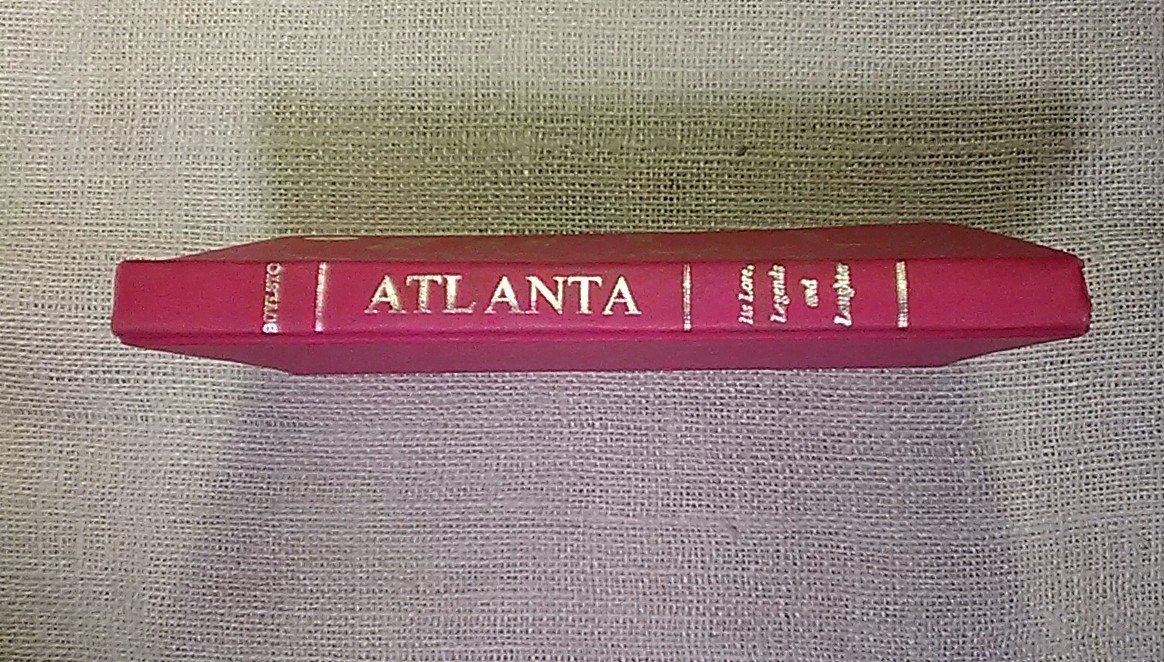 ATLANTA
Its Lore,
Legends
and
Laughter